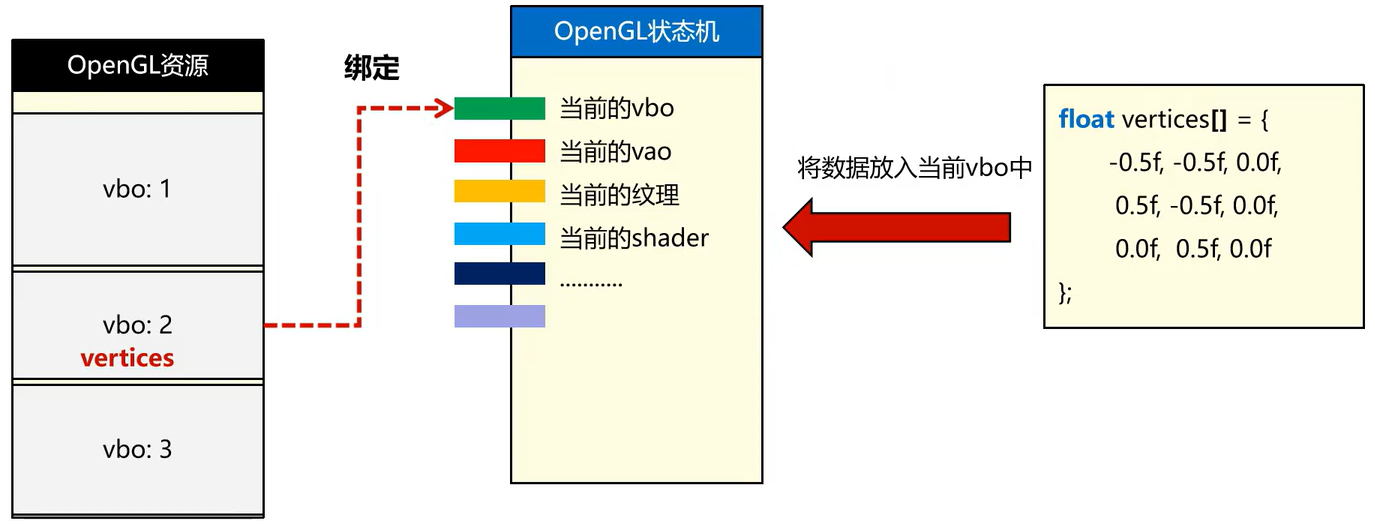 OpenGL资源
vbo: 1
vbo: 2
vertices
vbo: 3
绑定
OpenGL状态机
当前的vbo
当前的vao
当前的纹理
当前的shader
...........
将数据放入当前vbo中
float vertices[] = {
-0.5f, -0.5f, 0.0f,
0.5f, -0.5f, 0.0f,
0.0f, 0.5f, 0.0f
};